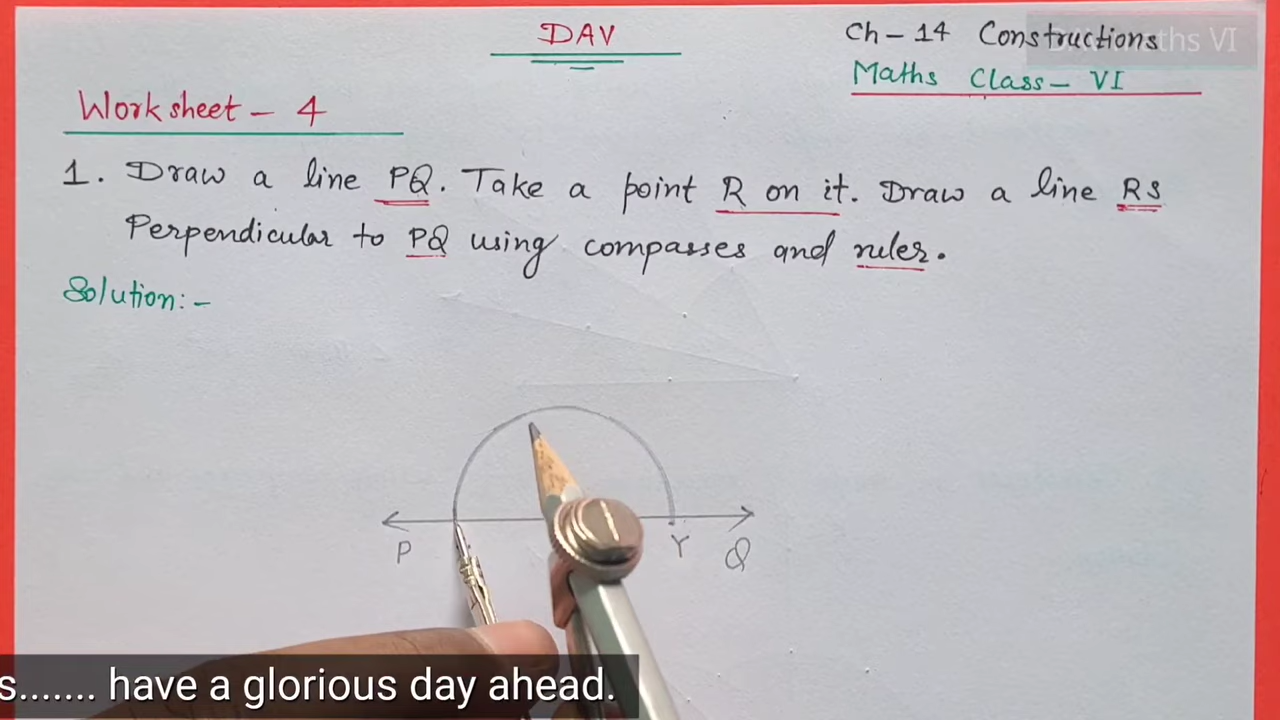 DAV
Ch - 14 Constructions
Maths Class - VI
Worksheet - 4
1. Draw a line PQ. Take a point R on it. Draw a line RS
Perpendicular to PQ using compasses and ruler.
Solution:-
P
Y
Q
s....... have a glorious day ahead.